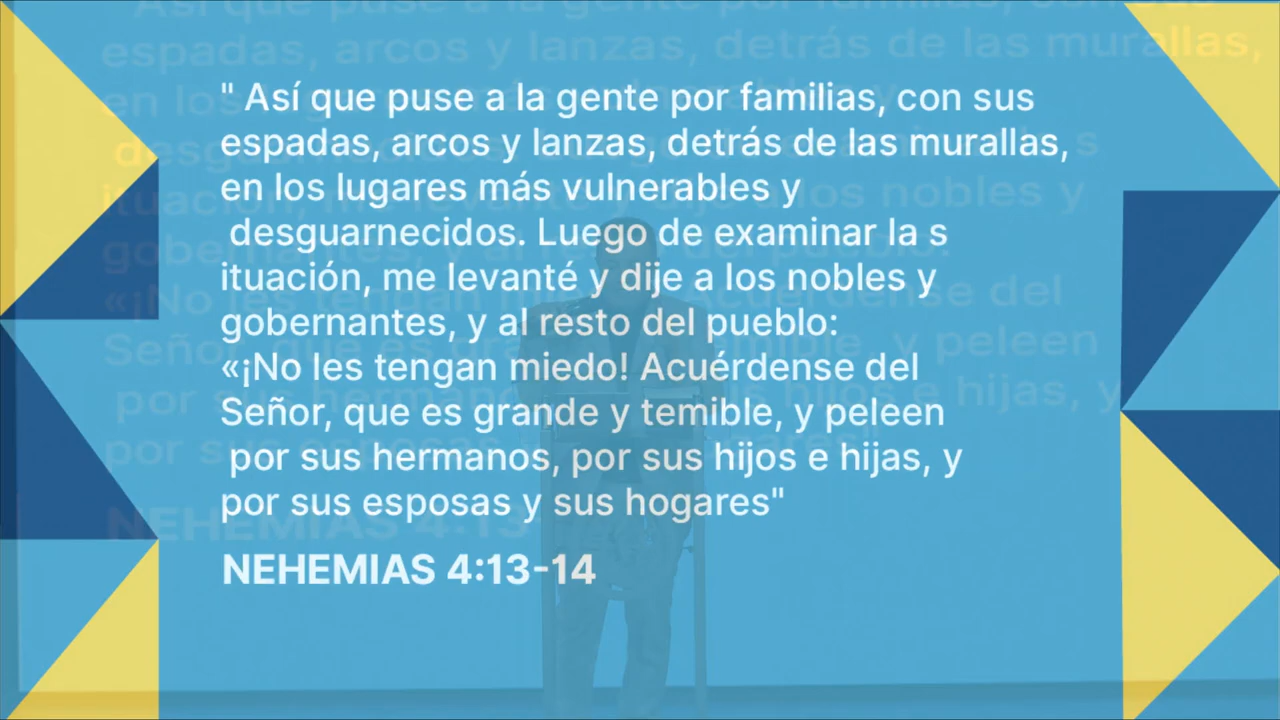 " Así que puse a la gente por familias, con sus
espadas, arcos y lanzas, detrás de las murallas,
en los lugares más vulnerables y
desguarnecidos. Luego de examinar la s
ituación, me levanté y dije a los nobles y
gobernantes, y al resto del pueblo:
«¡No les tengan miedo! Acuérdense del
Señor, que es grande y temible, y peleen
por sus hermanos, por sus hijos e hijas, y
por sus esposas y sus hogares"
NEHEMIAS 4:13-14